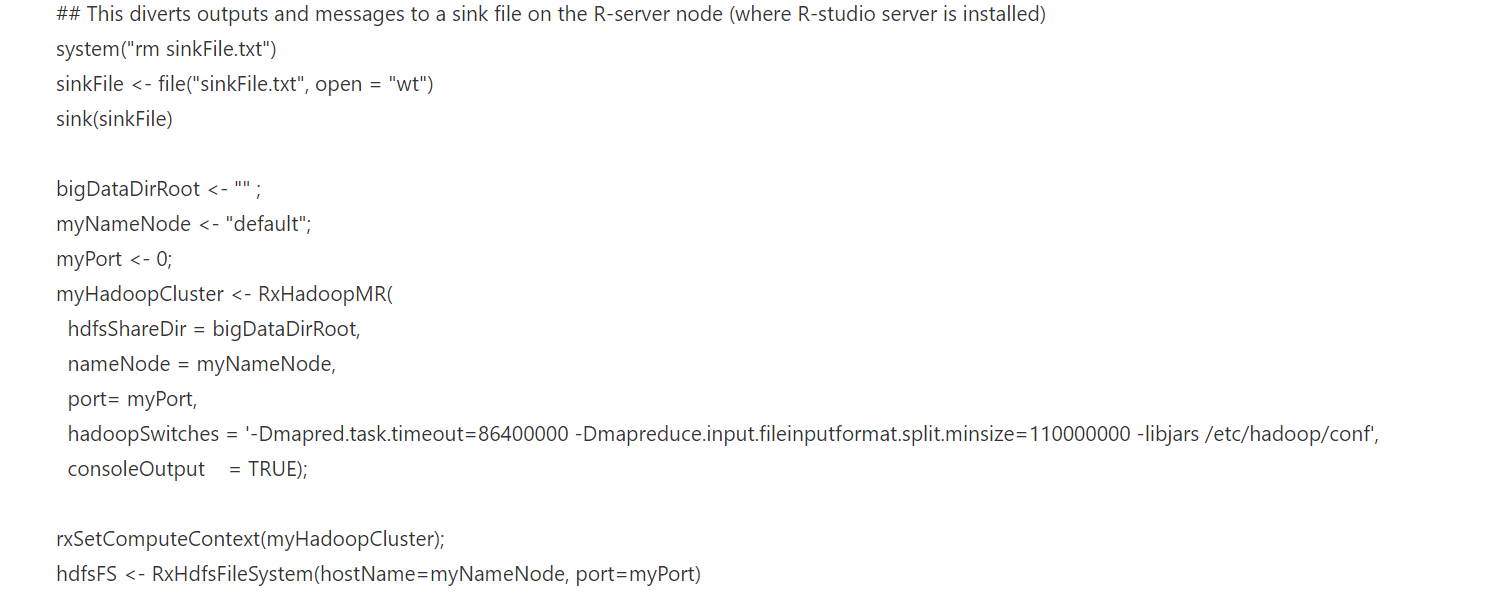 ## This diverts outputs and messages to a sink file on the R-server node (where R-studio server is installed)
system("rm sinkFile.txt")
sinkFile <- file("sinkFile.txt", open = "wt")
sink(sinkFile)
bigDataDirRoot <- "" ;
myNameNode <- "default";
myPort <- 0;
myHadoopCluster <- RxHadoopMR(
  hdfsShareDir = bigDataDirRoot,
  nameNode = myNameNode,
  port= myPort,
  hadoopSwitches = '-Dmapred.task.timeout=86400000 -Dmapreduce.input.fileinputformat.split.minsize=110000000 -libjars /etc/hadoop/conf',
  consoleOutput    = TRUE);
rxSetComputeContext(myHadoopCluster);
hdfsFS <- RxHdfsFileSystem(hostName=myNameNode, port=myPort)